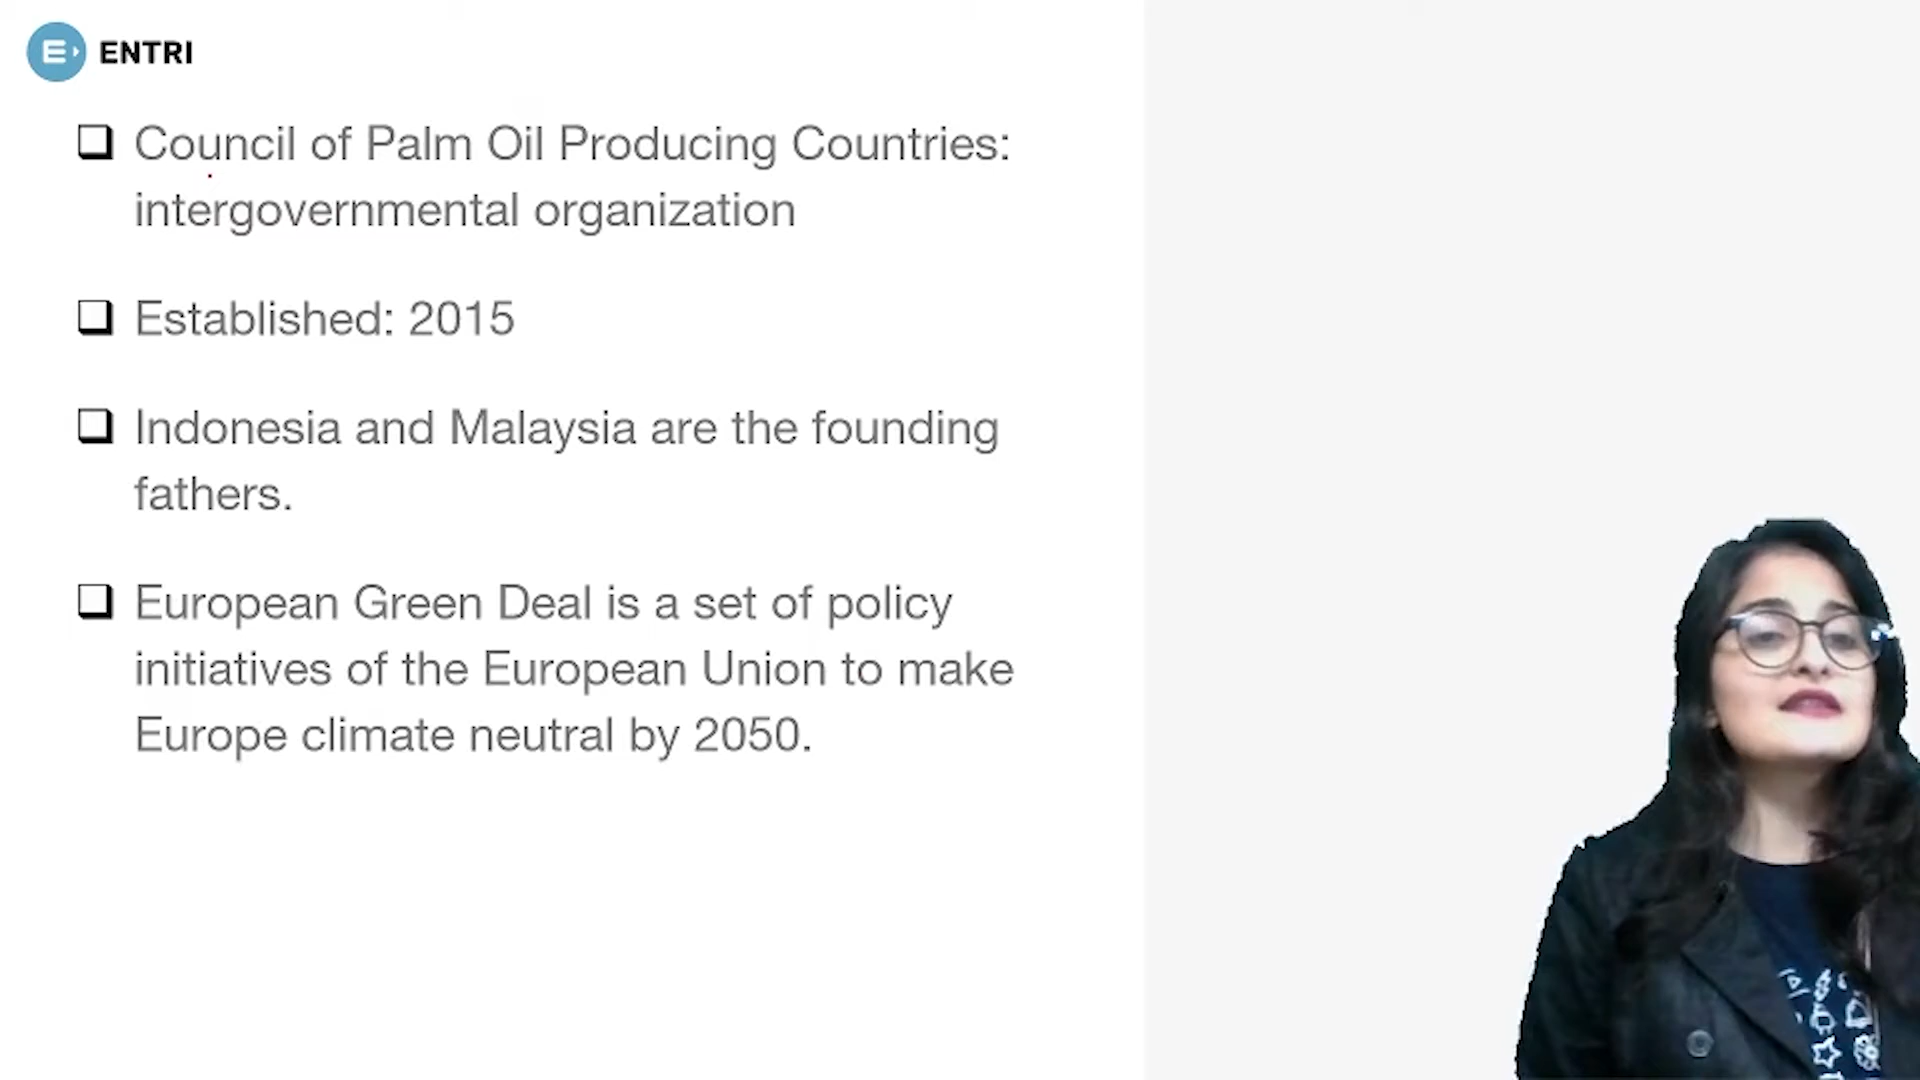 ENTRI
Council of Palm Oil Producing Countries:
intergovernmental organization
Established: 2015
Indonesia and Malaysia are the founding
fathers.
European Green Deal is a set of policy
initiatives of the European Union to make
Europe climate neutral by 2050.